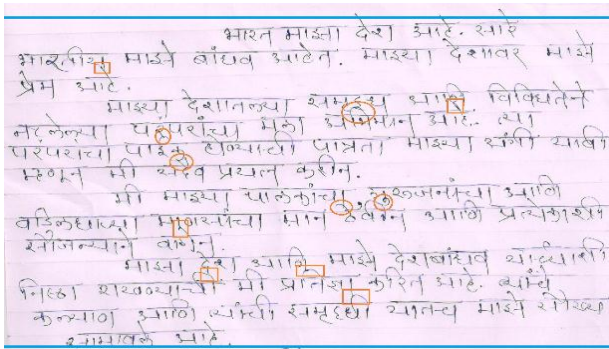 भारत माझा देश आहे. सारे
भारतीय माझे बांधव आहेत. माझ्या देशावर माझे
प्रेम आहे.
माझ्या देशातल्या समृद्ध आणि विविधतेने
नटलेल्या परंपरांचा मला अभिमान आहे. त्या
परंपरांचा पाईक होण्याची पात्रता माझ्या अंगी यावी
म्हणून मी सदैव प्रयत्न करीन.
मी माझ्या पालकांचा गुरुजनांचा आणि
वडिलधाऱ्या माणसांचा मान ठेवीन आणि प्रत्येकाशी
सौजन्याने वागेन.
माझा देश आणि माझे देशबांधव यांच्याशी
निष्ठा राखण्याची मी प्रतिज्ञा करित आहे. त्यांचे
कल्याण आणि त्यांची समृद्धी यातच माझे सौख्य
सामावले आहे.